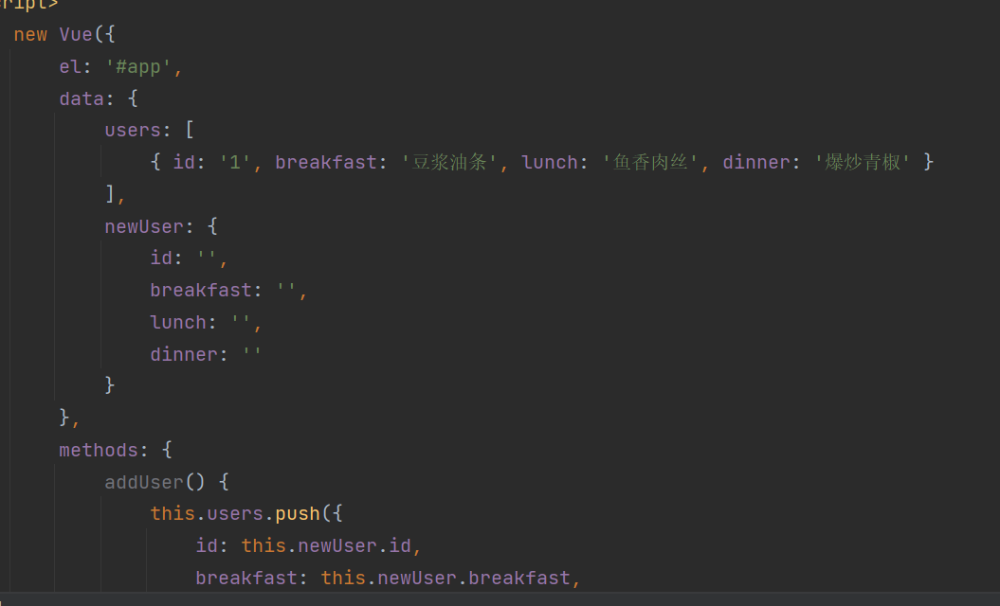 ript>
new Vue({
el: '#app',
data: {
users: [
{ id: '1', breakfast: '豆浆油条', lunch: '鱼香肉丝', dinner: '爆炒青椒' }
],
newUser: {
id: '',
breakfast: '',
lunch: '',
dinner: ''
}
},
methods: {
addUser() {
this.users.push({
id: this.newUser.id,
breakfast: this.newUser.breakfast,